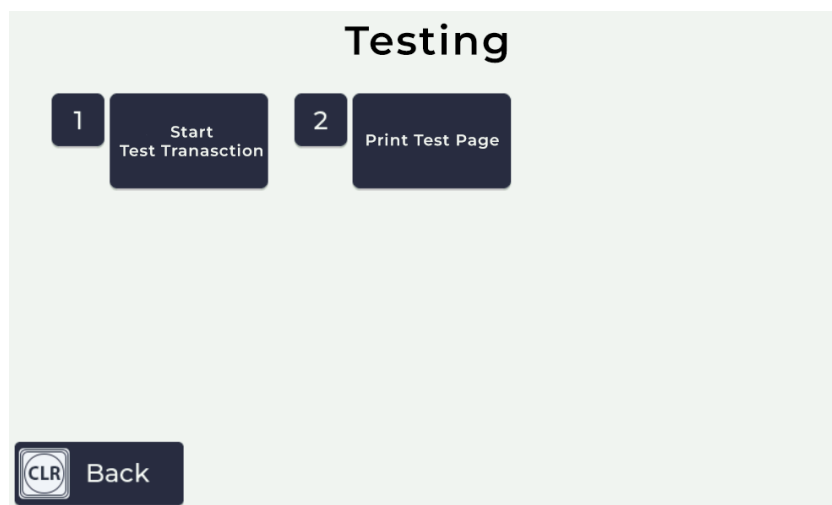 Testing
1
Start
Test Tranasction
2
Print Test Page
CLR Back